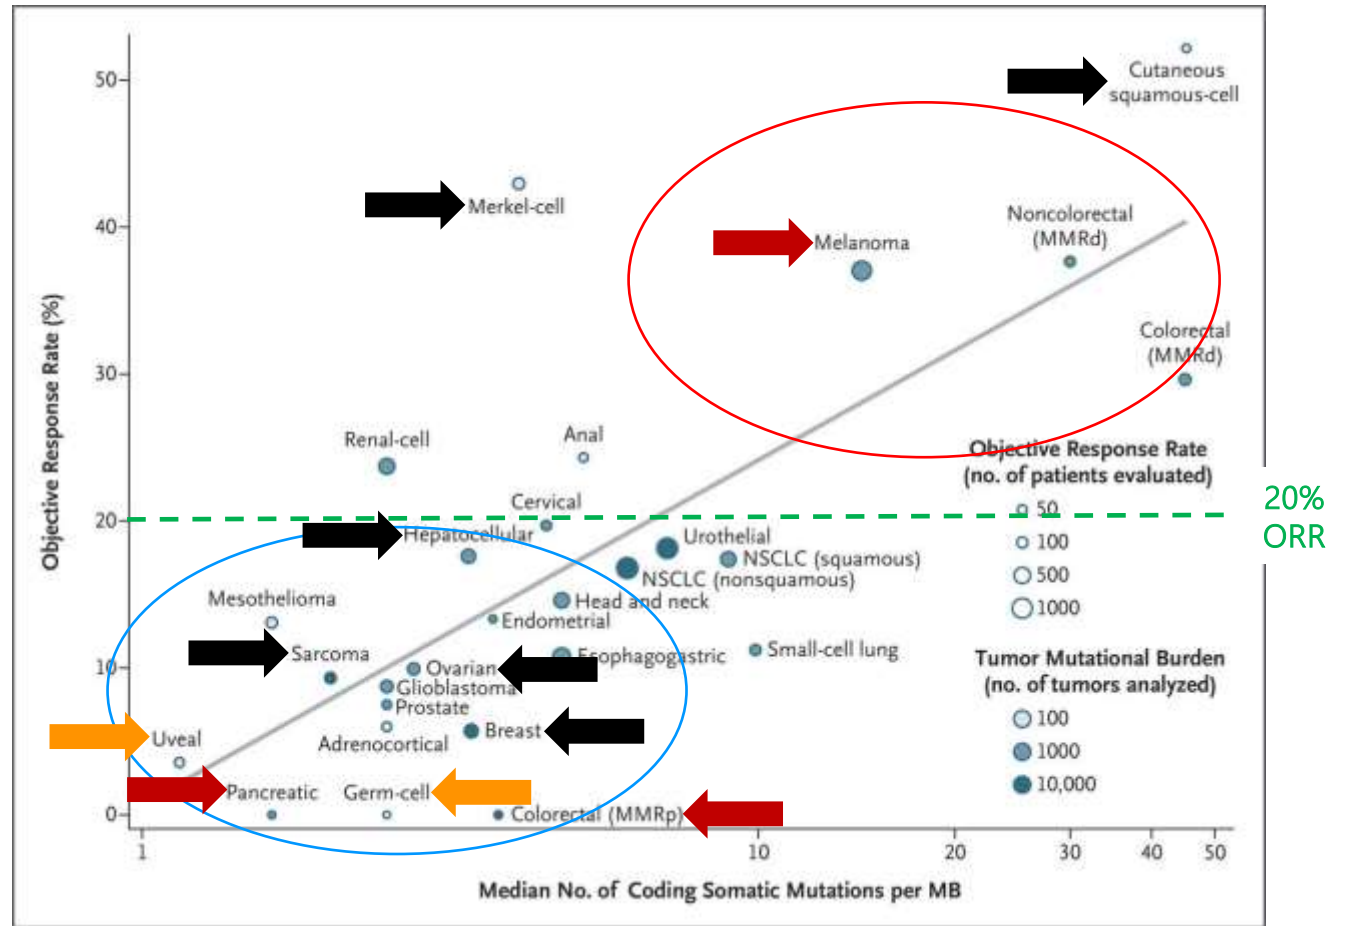 50
Cutaneous
squamous-cell
Merkel-cell
40
Melanoma
Noncolorectal
(MMRd)
Colorectal
(MMRd)
30
Objective Response Rate (%)
Renal-cell
Anal
Cervical
20
Hepatocellular
Urothelial
NSCLC (squamous)
NSCLC (nonsquamous)
Mesothelioma
Head and neck
Endometrial
Sarcoma
Esophagogastric
Small-cell lung
10
Ovarian
Glioblastoma
Prostate
Adrenocortical
Breast
Uveal
Pancreatic
Germ-cell
Colorectal (MMRp)
0
Objective Response Rate
(no. of patients evaluated)
50
100
500
1000
Tumor Mutational Burden
(no. of tumors analyzed)
100
1000
10,000
20%
ORR
1
10
20
30
40
50
Median No. of Coding Somatic Mutations per MB